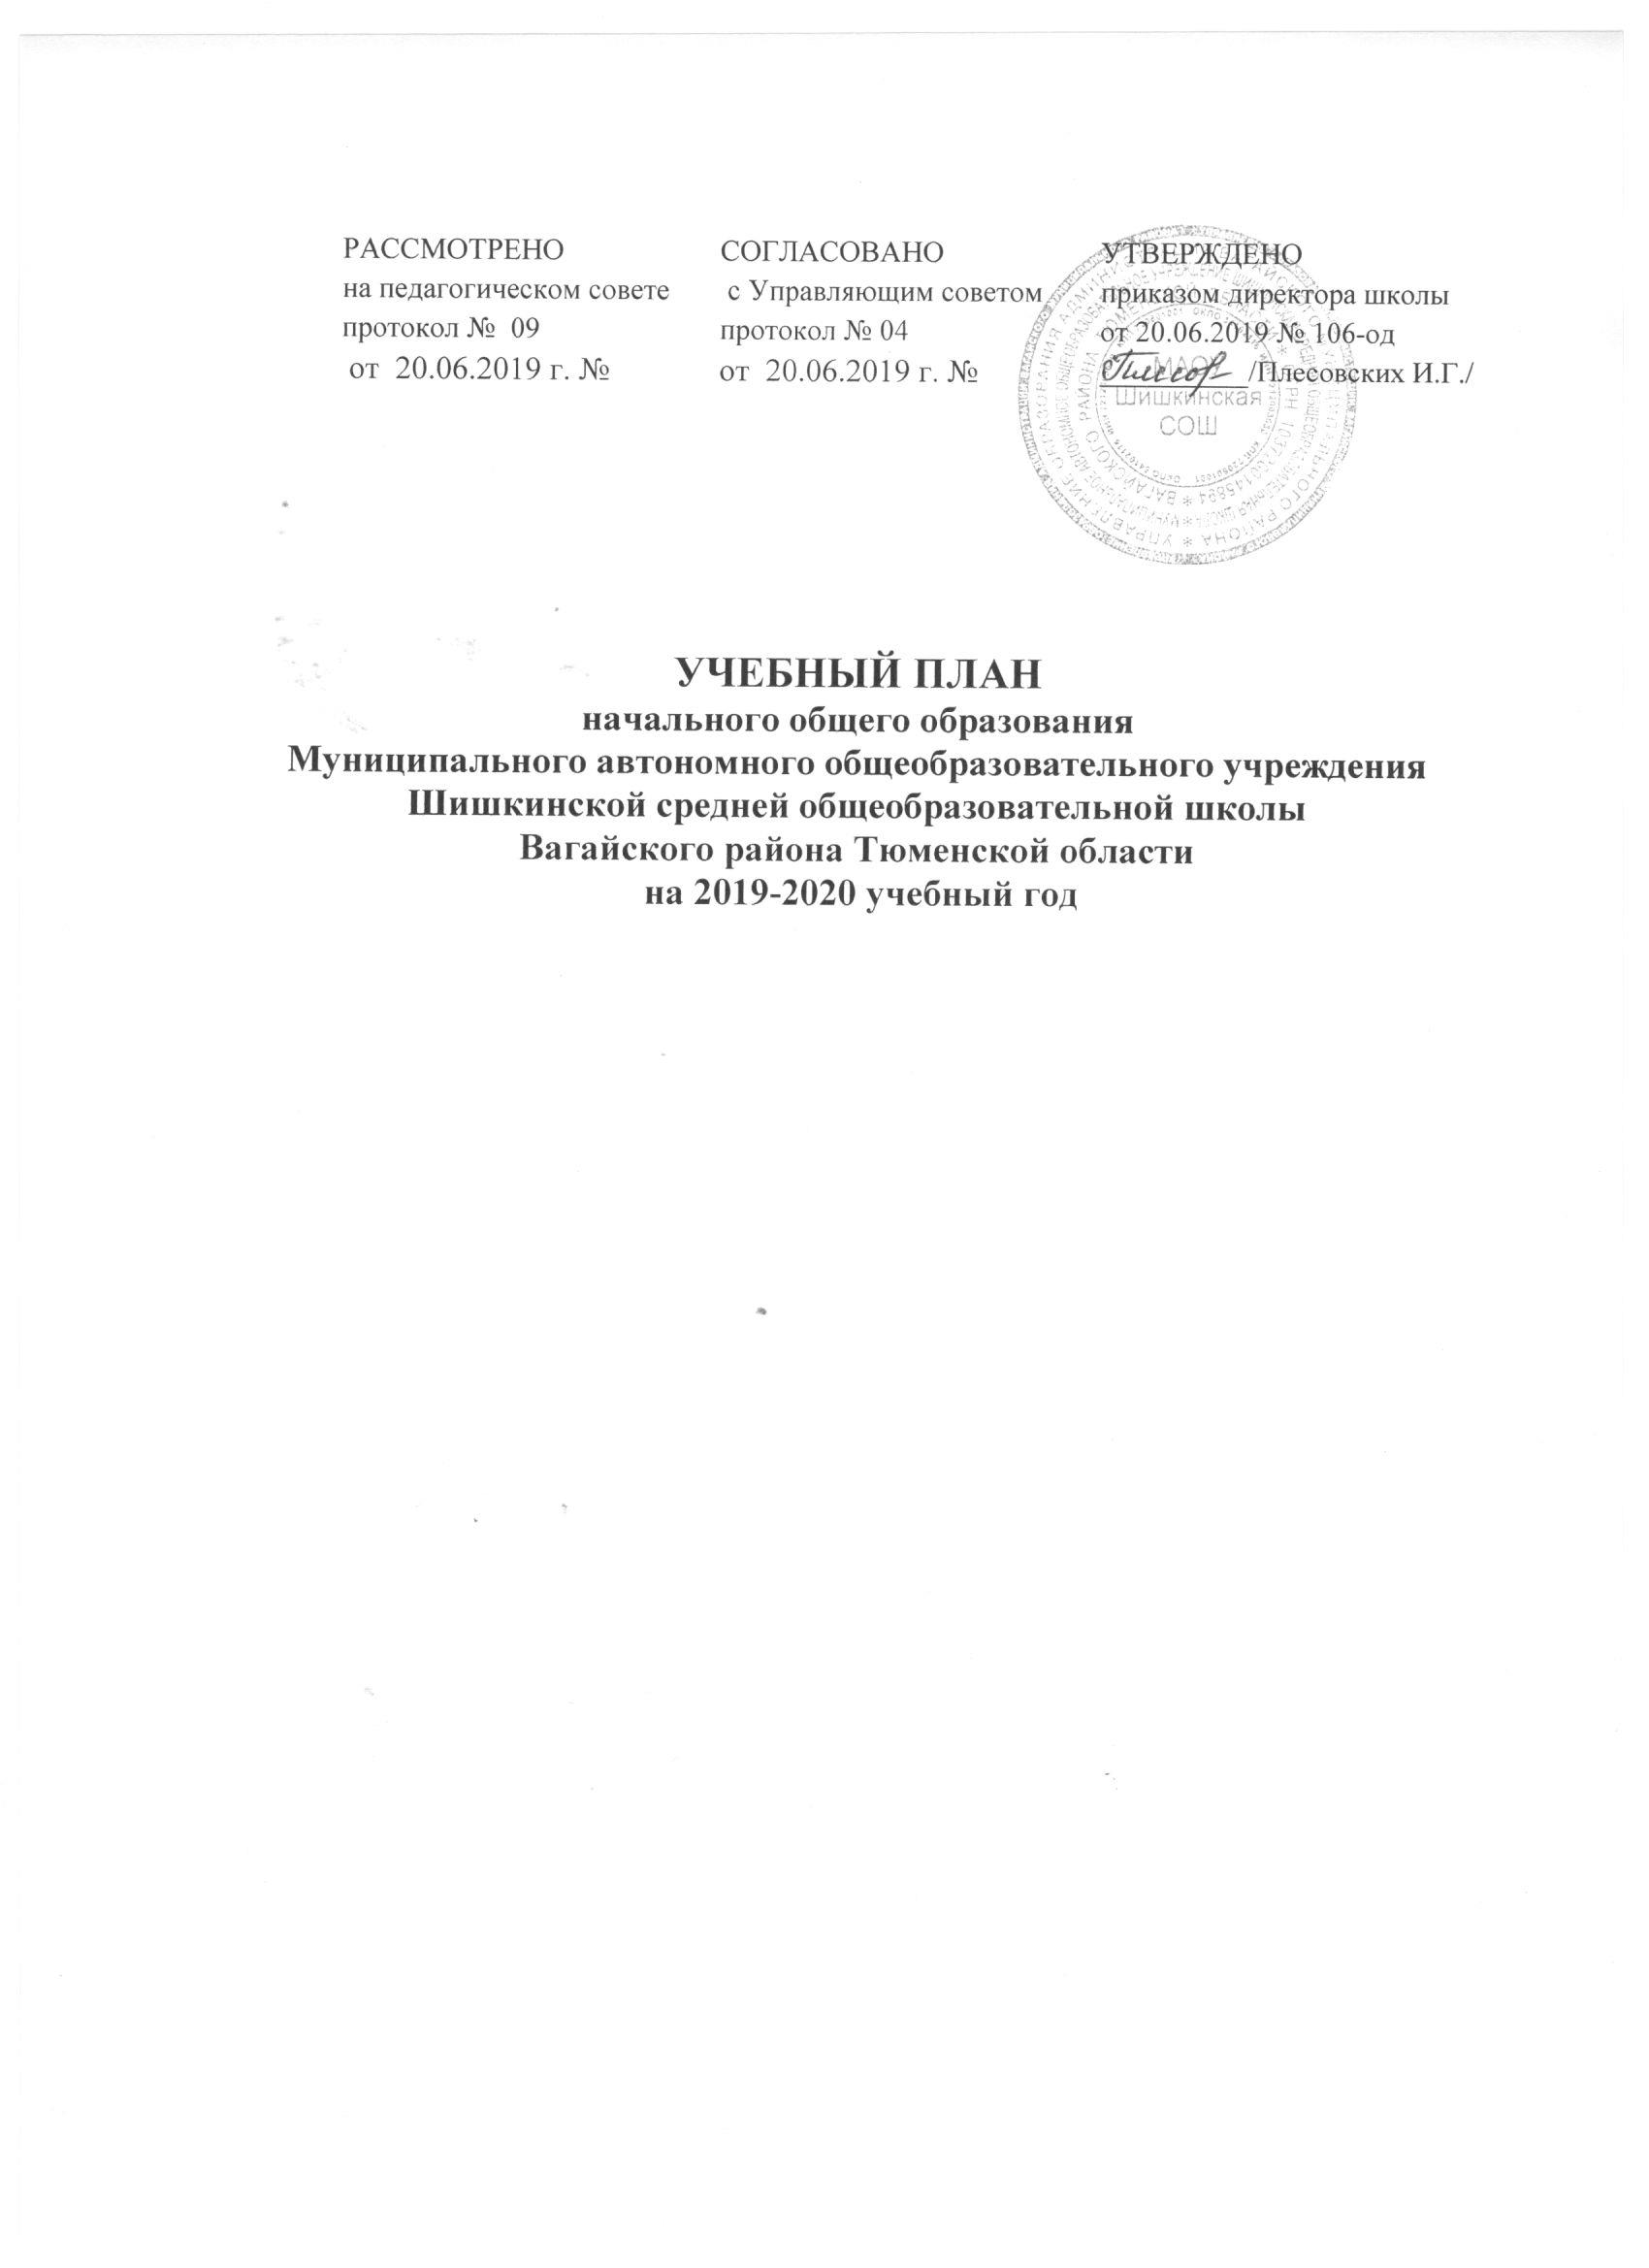 РАССМОТРЕНО
на педагогическом совете
протокол № 09
от 20.06.2019 г. №
СОГЛАСОВАНО
с Управляющим советом
протокол № 04
от 20.06.2019 г. №
УТВЕРЖДЕНО
приказом директора школы
от 20.06.2019 № 106-од
/Плесовских И.Г./
МАОУ
Шишкинская
СОШ
УЧЕБНЫЙ ПЛАН
начального общего образования
Муниципального автономного общеобразовательного учреждения
Шишкинской средней общеобразовательной школы
Вагайского района Тюменской области
на 2019-2020 учебный год